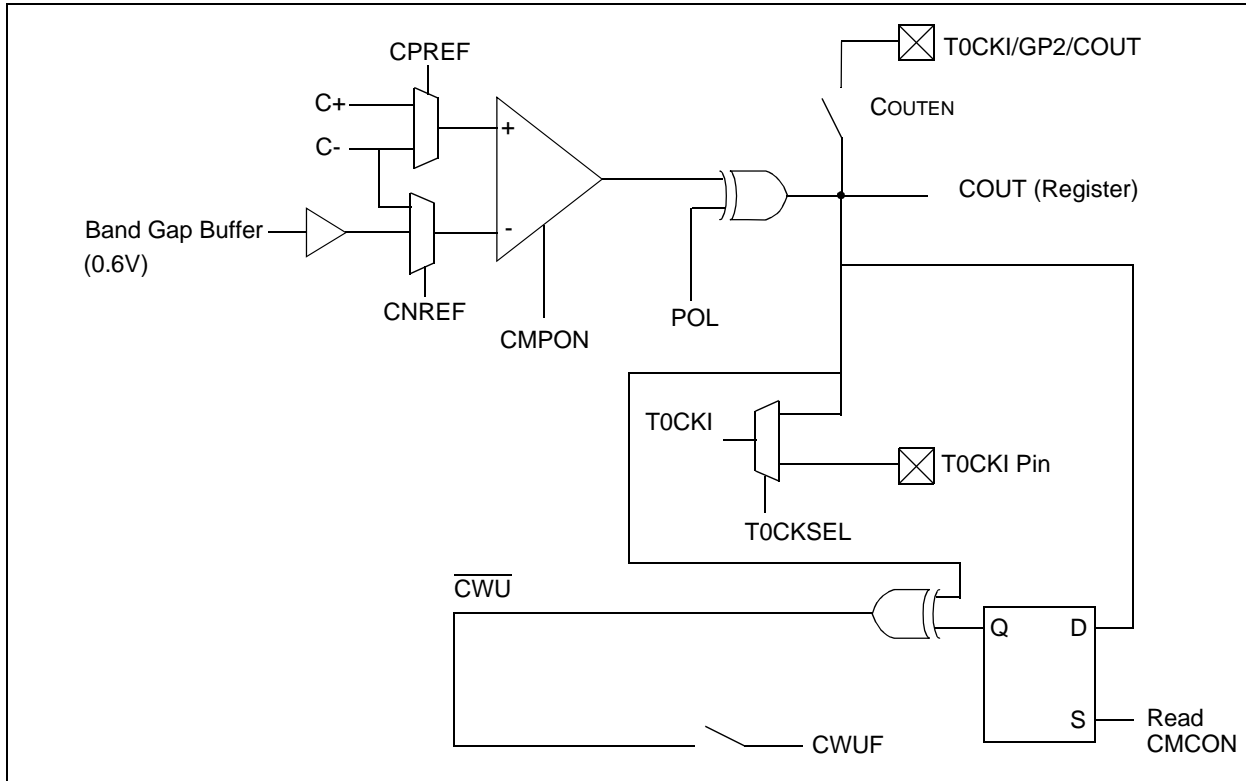 CPREF
T0CKI/GP2/COUT
C+
COUTEN
C-
+
COUT (Register)
Band Gap Buffer
(0.6V)
-
CNREF
POL
CMPON
T0CKI
T0CKI Pin
T0CKSEL
CWU
Q D
S
Read
CMCON
CWUF